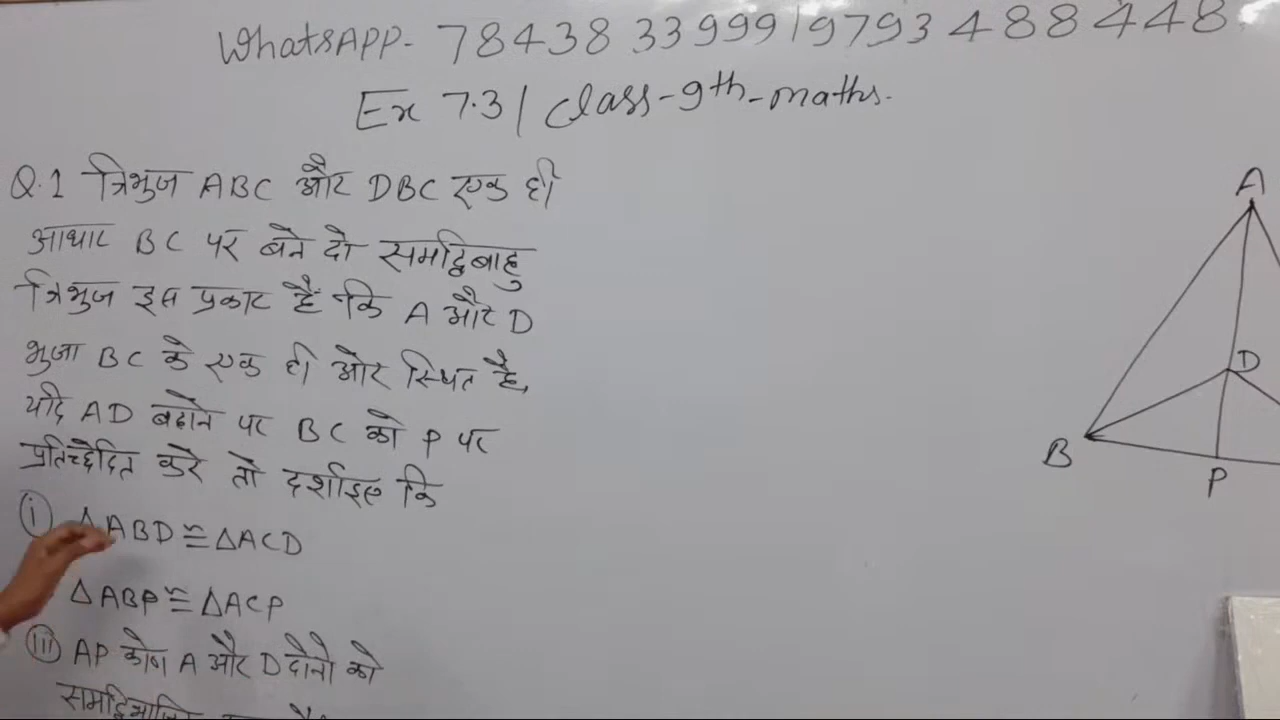 WhatsAPP- 7843833999/9793488448
Ex 7.3/ Class-9th-maths.
Q.1 त्रिभुज ABC और DBC एक ही
आधार BC पर बने दो समद्विबाहु
त्रिभुज इस प्रकार हैं कि A और D
भुजा BC के एक ही ओर स्थित है,
यदि AD बढाने पर BC को P पर
प्रतिच्छेदित करे तो दर्शाइए कि
(i) ΔABD≅ΔACD
ΔABP≅ΔACP
(iii) AP कोण A और D दोनो को
A
D
B
P